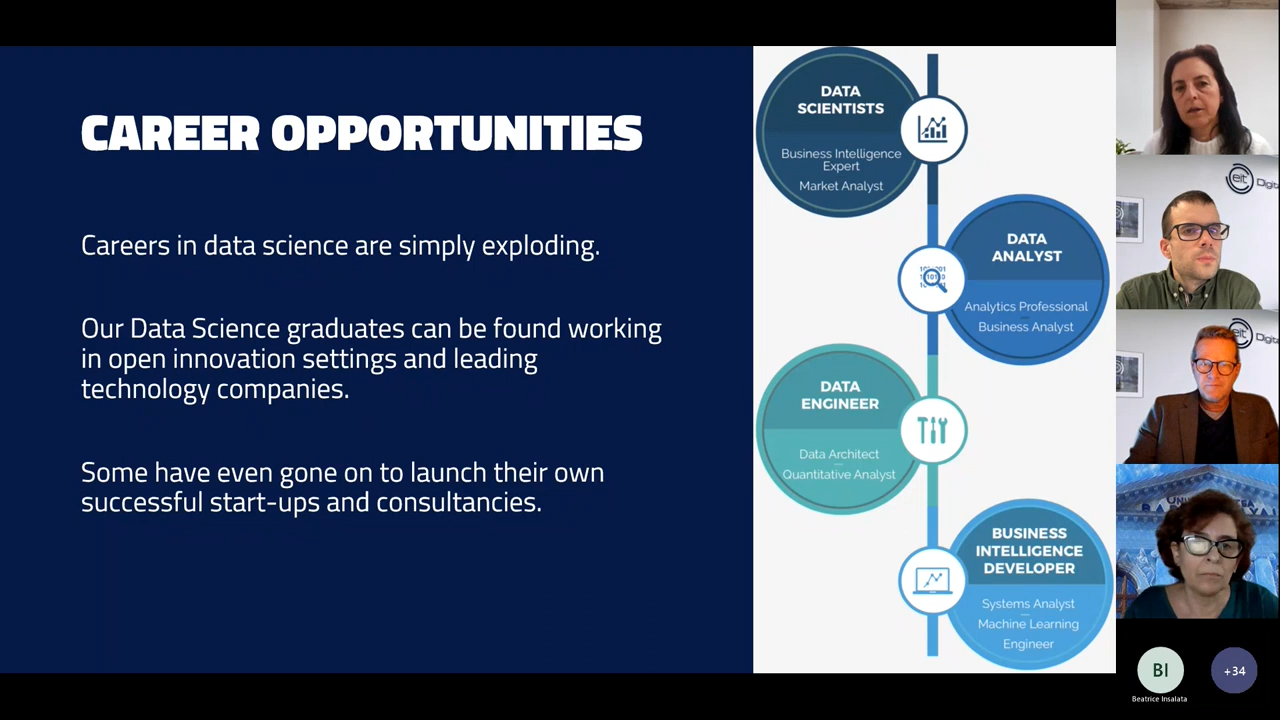 CAREER OPPORTUNITIES
Careers in data science are simply exploding.
Our Data Science graduates can be found working
in open innovation settings and leading
technology companies.
Some have even gone on to launch their own
successful start-ups and consultancies.
DATA
SCIENTISTS
Business Intelligence
Expert
Market Analyst
DATA
ANALYST
Analytics Professional
Business Analyst
DATA
ENGINEER
Data Architect
Quantitative Analyst
BUSINESS
INTELLIGENCE
DEVELOPER
Systems Analyst
Machine Learning
Engineer
eit Digital
eit
BI
Beatrice Insalata
+34